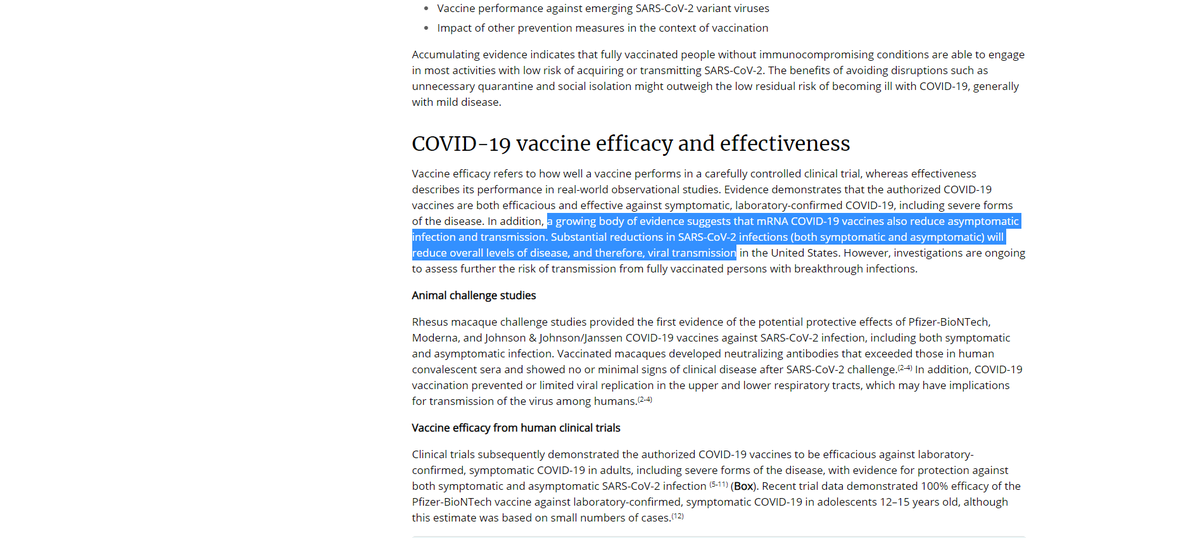 Vaccine performance against emerging SARS-CoV-2 variant viruses
Impact of other prevention measures in the context of vaccination
Accumulating evidence indicates that fully vaccinated people without immunocompromising conditions are able to engage
in most activities with low risk of acquiring or transmitting SARS-CoV-2. The benefits of avoiding disruptions such as
unnecessary quarantine and social isolation might outweigh the low residual risk of becoming ill with COVID-19, generally
with mild disease.
COVID-19 vaccine efficacy and effectiveness
Vaccine efficacy refers to how well a vaccine performs in a carefully controlled clinical trial, whereas effectiveness
describes its performance in real-world observational studies. Evidence demonstrates that the authorized COVID-19
vaccines are both efficacious and effective against symptomatic, laboratory-confirmed COVID-19, including severe forms
of the disease. In addition, a growing body of evidence suggests that mRNA COVID-19 vaccines also reduce asymptomatic
infection and transmission. Substantial reductions in SARS-CoV-2 infections (both symptomatic and asymptomatic) will
reduce overall levels of disease, and therefore, viral transmission in the United States. However, investigations are ongoing
to assess further the risk of transmission from fully vaccinated persons with breakthrough infections.
Animal challenge studies
Rhesus macaque challenge studies provided the first evidence of the potential protective effects of Pfizer-BioNTech,
Moderna, and Johnson & Johnson/Janssen COVID-19 vaccines against SARS-CoV-2 infection, including both symptomatic
and asymptomatic infection. Vaccinated macaques developed neutralizing antibodies that exceeded those in human
convalescent sera and showed no or minimal signs of clinical disease after SARS-CoV-2 challenge.(2-4) In addition, COVID-19
vaccination prevented or limited viral replication in the upper and lower respiratory tracts, which may have implications
for transmission of the virus among humans.(2-4)
Vaccine efficacy from human clinical trials
Clinical trials subsequently demonstrated the authorized COVID-19 vaccines to be efficacious against laboratory-
confirmed, symptomatic COVID-19 in adults, including severe forms of the disease, with evidence for protection against
both symptomatic and asymptomatic SARS-CoV-2 infection (5-11) (Box). Recent trial data demonstrated 100% efficacy of the
Pfizer-BioNTech vaccine against laboratory-confirmed, symptomatic COVID-19 in adolescents 12–15 years old, although
this estimate was based on small numbers of cases.(12)